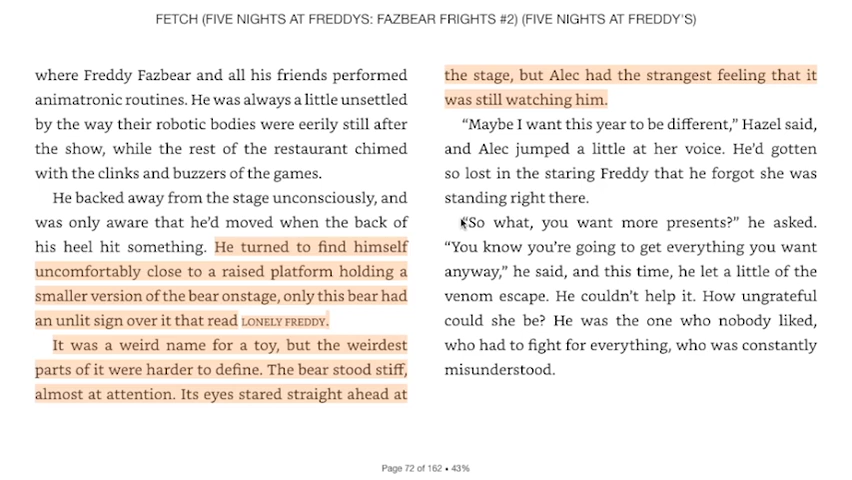 FETCH (FIVE NIGHTS AT FREDDYS: FAZBEAR FRIGHTS #2) (FIVE NIGHTS AT FREDDY'S)
where Freddy Fazbear and all his friends performed
animatronic routines. He was always a little unsettled
by the way their robotic bodies were eerily still after
the show, while the rest of the restaurant chimed
with the clinks and buzzers of the games.
He backed away from the stage unconsciously, and
was only aware that he’d moved when the back of
his heel hit something. He turned to find himself
uncomfortably close to a raised platform holding a
smaller version of the bear onstage, only this bear had
an unlit sign over it that read LONELY FREDDY.
It was a weird name for a toy, but the weirdest
parts of it were harder to define. The bear stood stiff,
almost at attention. Its eyes stared straight ahead at
the stage, but Alec had the strangest feeling that it
was still watching him.
“Maybe I want this year to be different,” Hazel said,
and Alec jumped a little at her voice. He’d gotten
so lost in the staring Freddy that he forgot she was
standing right there.
“So what, you want more presents?” he asked.
“You know you’re going to get everything you want
anyway,” he said, and this time, he let a little of the
venom escape. He couldn’t help it. How ungrateful
could she be? He was the one who nobody liked,
who had to fight for everything, who was constantly
misunderstood.
Page 72 of 162 • 43%